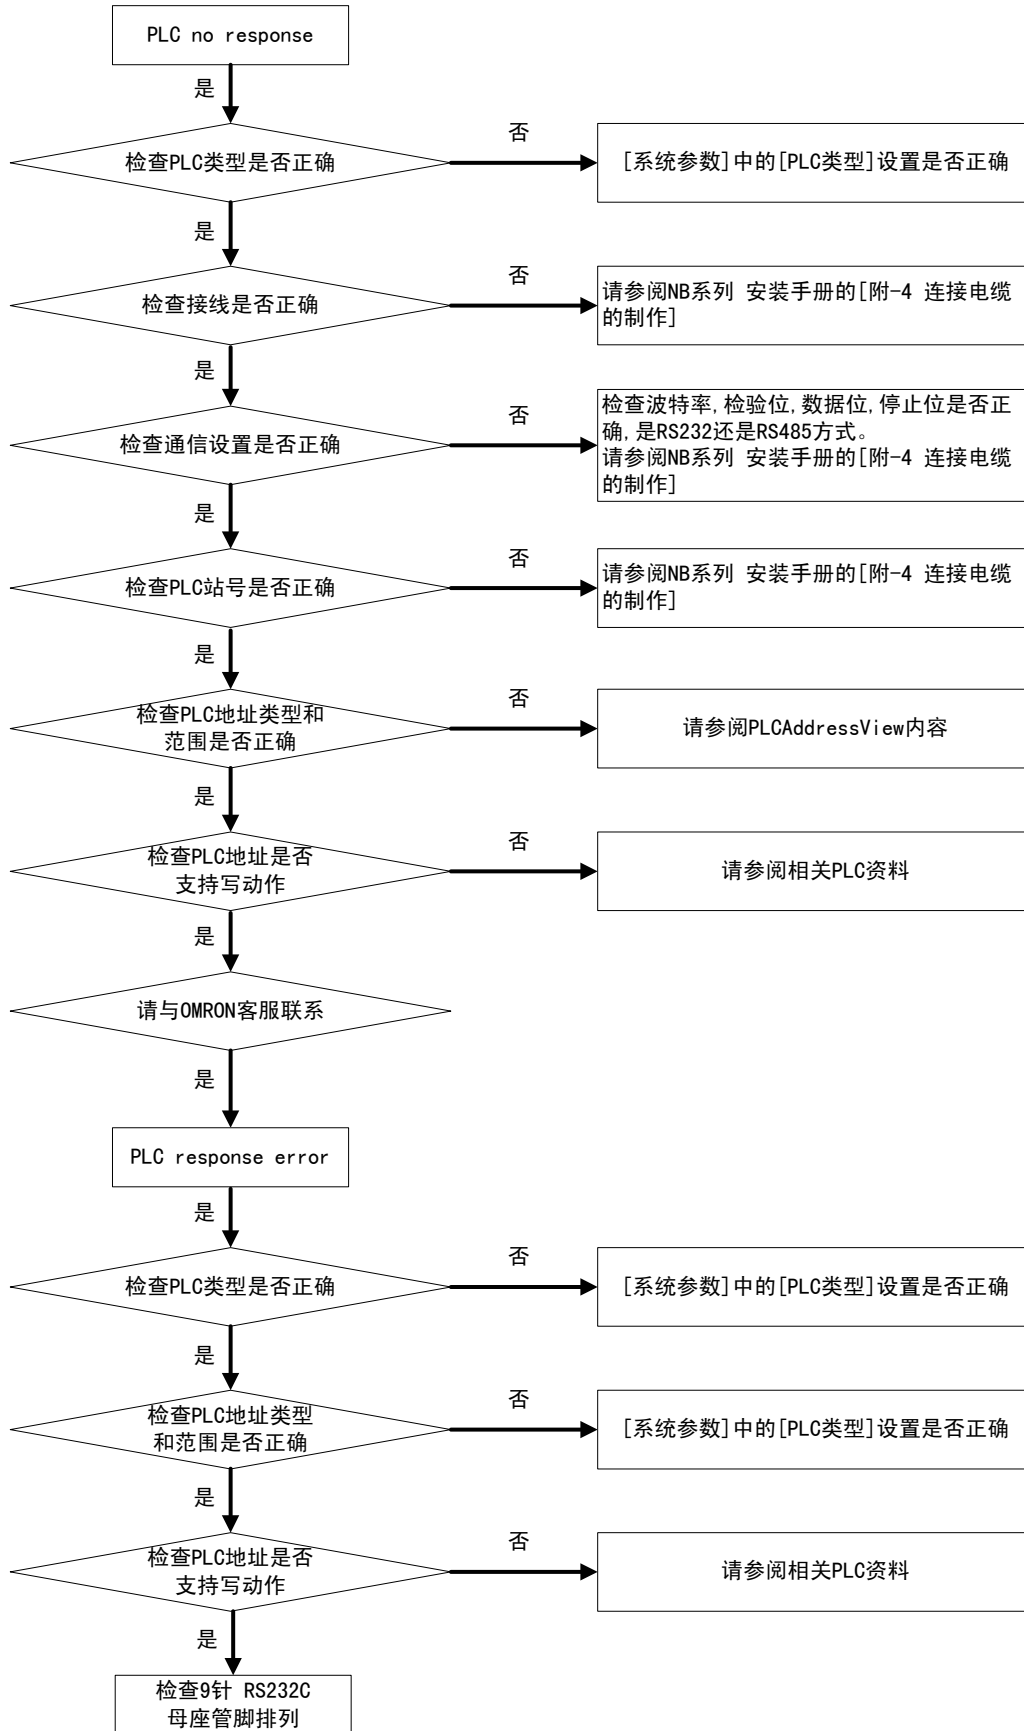 PLC no response
是
检查PLC类型是否正确
否
[系统参数]中的[PLC类型]设置是否正确
是
检查接线是否正确
否
请参阅NB系列 安装手册的[附-4 连接电缆
的制作]
是
检查通信设置是否正确
否
检查波特率,检验位,数据位,停止位是否正
确,是RS232还是RS485方式。
请参阅NB系列 安装手册的[附-4 连接电缆
的制作]
是
检查PLC站号是否正确
否
请参阅NB系列 安装手册的[附-4 连接电缆
的制作]
是
检查PLC地址类型和
范围是否正确
否
请参阅PLCAddressView内容
是
检查PLC地址是否
支持写动作
否
请参阅相关PLC资料
是
请与OMRON客服联系
是
PLC response error
是
检查PLC类型是否正确
否
[系统参数]中的[PLC类型]设置是否正确
是
检查PLC地址类型
和范围是否正确
否
[系统参数]中的[PLC类型]设置是否正确
是
检查PLC地址是否
支持写动作
否
请参阅相关PLC资料
是
检查9针 RS232C
母座管脚排列